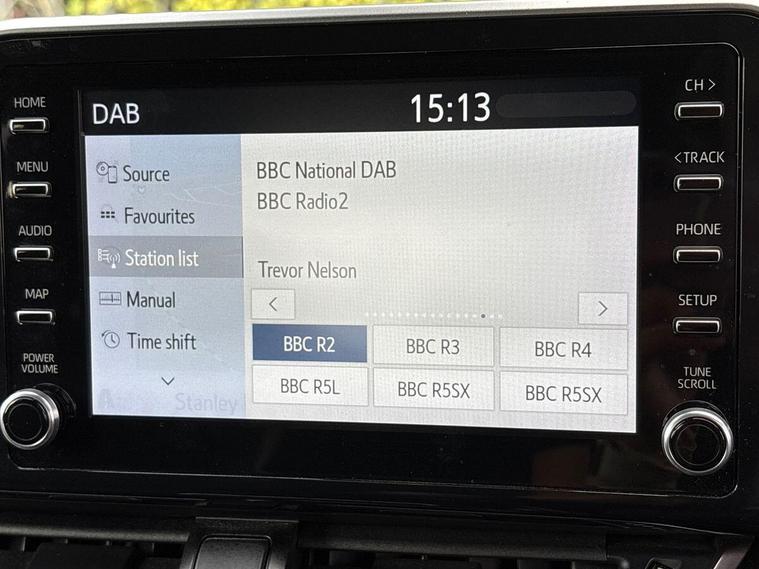 DAB
15:13
HOME
MENU
AUDIO
MAP
POWER
VOLUME
Source
Favourites
Station list
Manual
Time shift
Stanley
BBC National DAB
BBC Radio2
Trevor Nelson
<
>
BBC R2
BBC R3
BBC R4
BBC R5L
BBC R5SX
BBC R5SX
CH >
<TRACK
PHONE
SETUP
TUNE
SCROLL